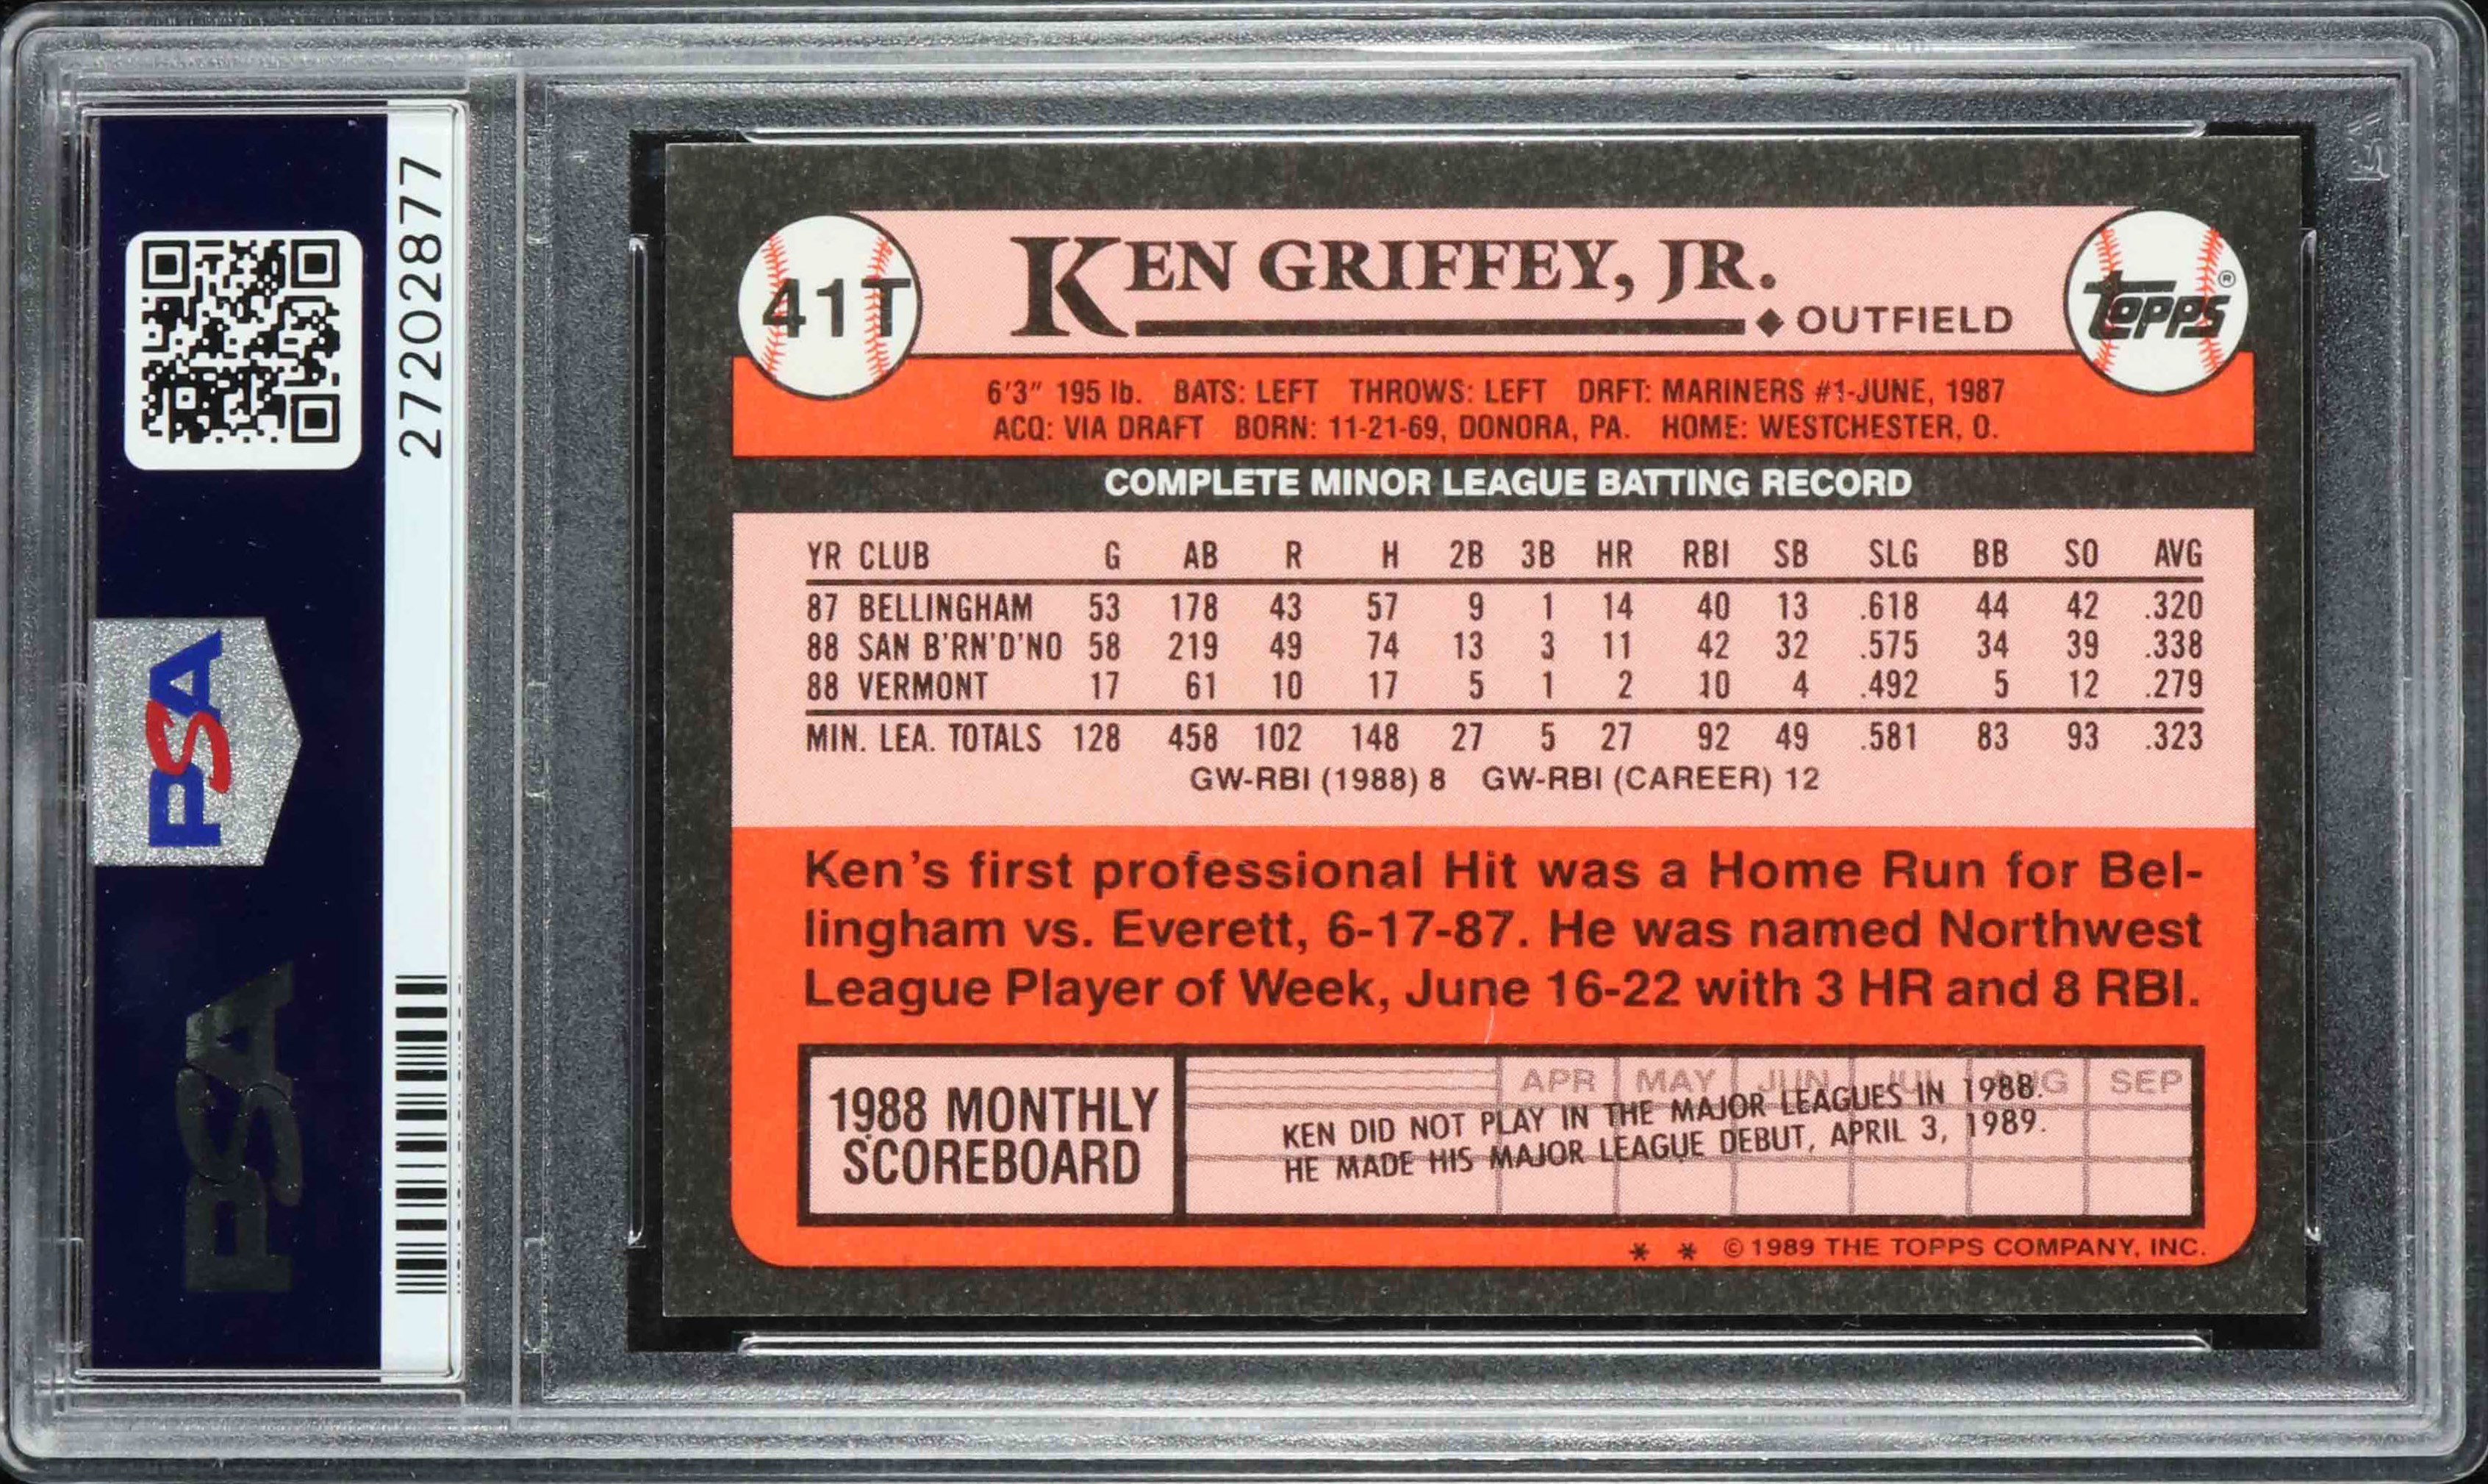 27202877
PSA
PSA
41T
KEN GRIFFEY, JR.
◆ OUTFIELD
TOPPS®
6'3" 195 lb. BATS: LEFT THROWS: LEFT DRFT: MARINERS #1-JUNE, 1987
ACQ: VIA DRAFT BORN: 11-21-69, DONORA, PA. HOME: WESTCHESTER, O.
COMPLETE MINOR LEAGUE BATTING RECORD
YR CLUB G AB R H 2B 3B HR RBI SB SLG BB SO AVG
87 BELLINGHAM 53 178 43 57 9 1 14 40 13 .618 44 42 .320
88 SAN B'RN'D'NO 58 219 49 74 13 3 11 42 32 .575 34 39 .338
88 VERMONT 17 61 10 17 5 1 2 10 4 .492 5 12 .279
MIN. LEA. TOTALS 128 458 102 148 27 5 27 92 49 .581 83 93 .323
GW-RBI (1988) 8 GW-RBI (CAREER) 12
Ken's first professional Hit was a Home Run for Bel-
lingham vs. Everett, 6-17-87. He was named Northwest
League Player of Week, June 16-22 with 3 HR and 8 RBI.
1988 MONTHLY
SCOREBOARD
APR MAY JUN JUL AUG SEP
KEN DID NOT PLAY IN THE MAJOR LEAGUES IN 1988.
HE MADE HIS MAJOR LEAGUE DEBUT, APRIL 3, 1989.
* * © 1989 THE TOPPS COMPANY, INC.